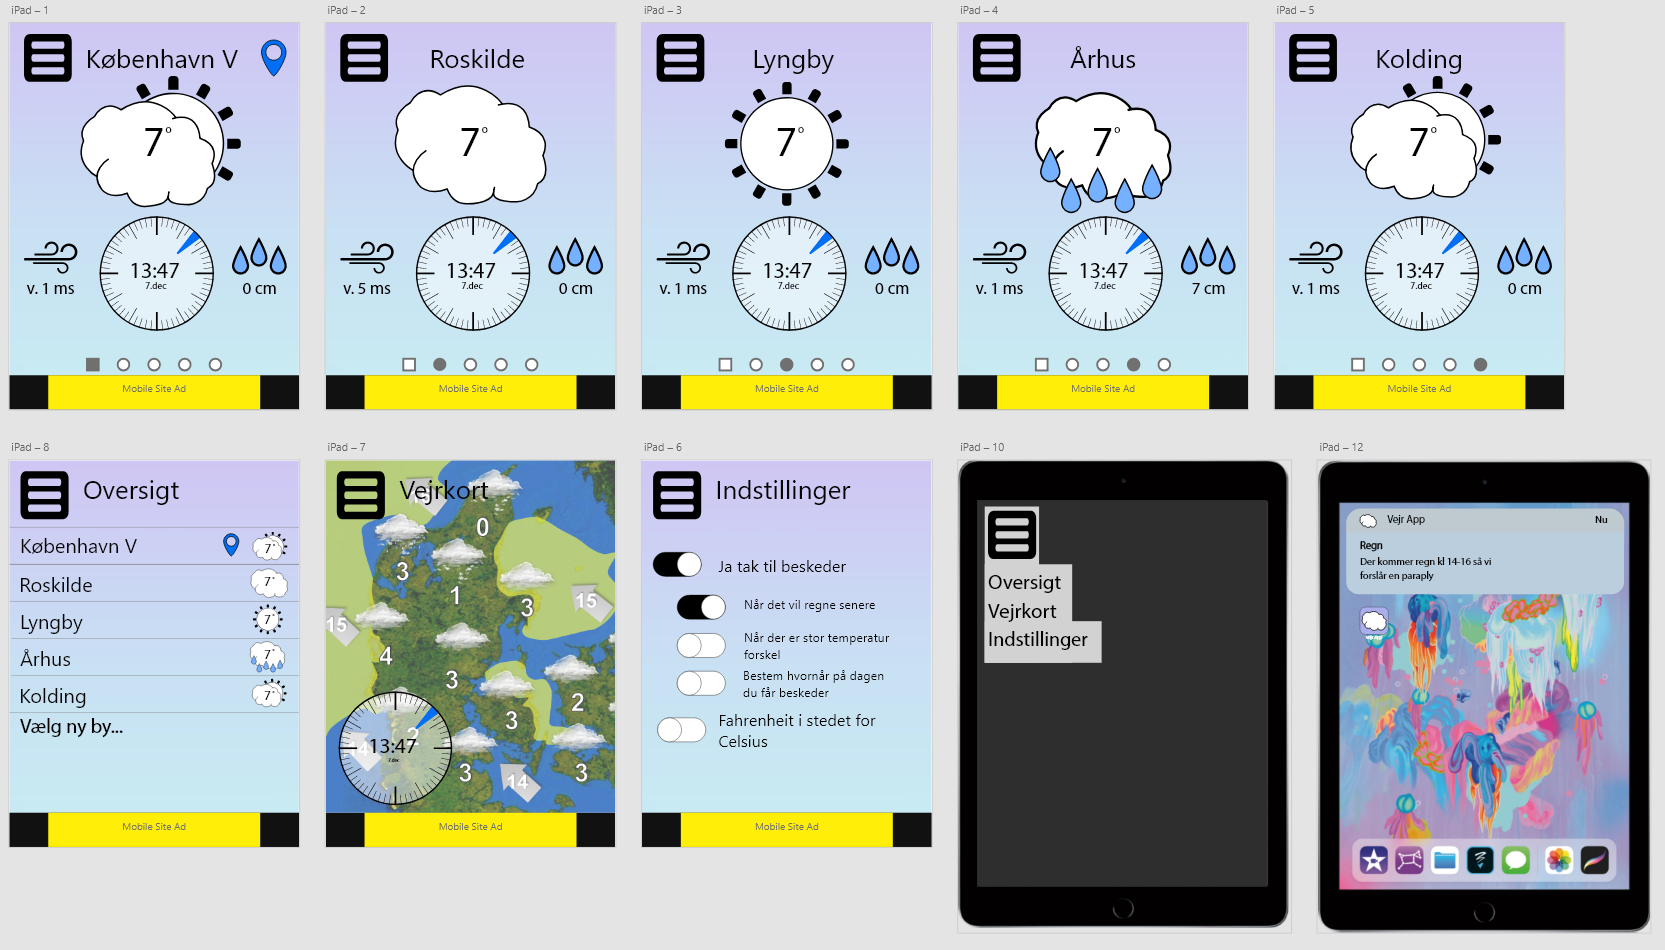 iPad – 1
København V
7°
13:47
7.dec
v. 1 ms
0 cm
Mobile Site Ad
iPad – 2
Roskilde
7°
13:47
7.dec
v. 5 ms
0 cm
Mobile Site Ad
iPad – 3
Lyngby
7°
13:47
7.dec
v. 1 ms
0 cm
Mobile Site Ad
iPad – 4
Århus
7°
13:47
7.dec
v. 1 ms
7 cm
Mobile Site Ad
iPad – 5
Kolding
7°
13:47
7.dec
v. 1 ms
0 cm
Mobile Site Ad
iPad – 8
Oversigt
København V
7°
Roskilde
7°
Lyngby
7°
Århus
7°
Kolding
7°
Vælg ny by...
Mobile Site Ad
iPad – 7
Vejrkort
0
3
1
3
15
15
4
3
2
3
2
13:47
7.dec
3
14
3
Mobile Site Ad
iPad – 6
Indstillinger
Ja tak til beskeder
Når det vil regne senere
Når der er stor temperatur
forskel
Bestem hvornår på dagen
du får beskeder
Fahrenheit i stedet for
Celsius
Mobile Site Ad
iPad – 10
Oversigt
Vejrkort
Indstillinger
iPad – 12
Vejr App
Nu
Regn
Der kommer regn kl 14-16 så vi
forslår en paraply